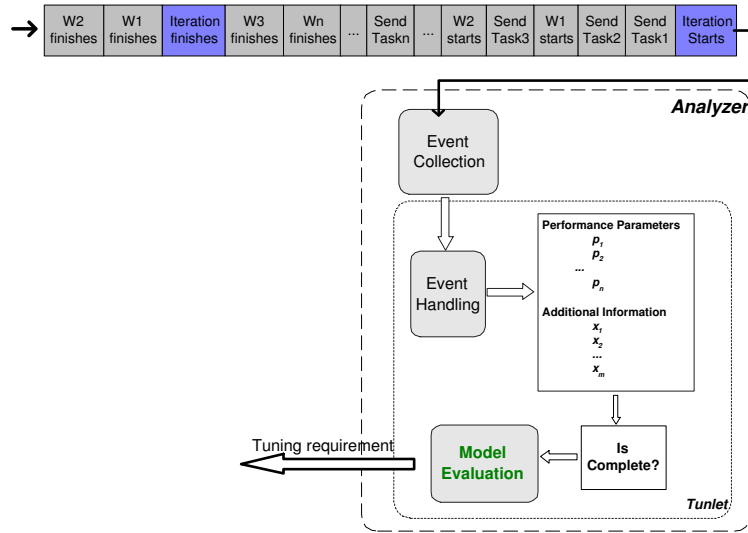 W2 finishes
W1 finishes
Iteration finishes
W3 finishes
Wn finishes
...
Send Taskn
...
W2 starts
Send Task3
W1 starts
Send Task2
Send Task1
Iteration Starts
Analyzer
Event
Collection
Event
Handling
Performance Parameters
p1
p2
...
pn
Additional Information
x1
x2
...
xm
Is
Complete?
Model
Evaluation
Tuning requirement
Tunlet